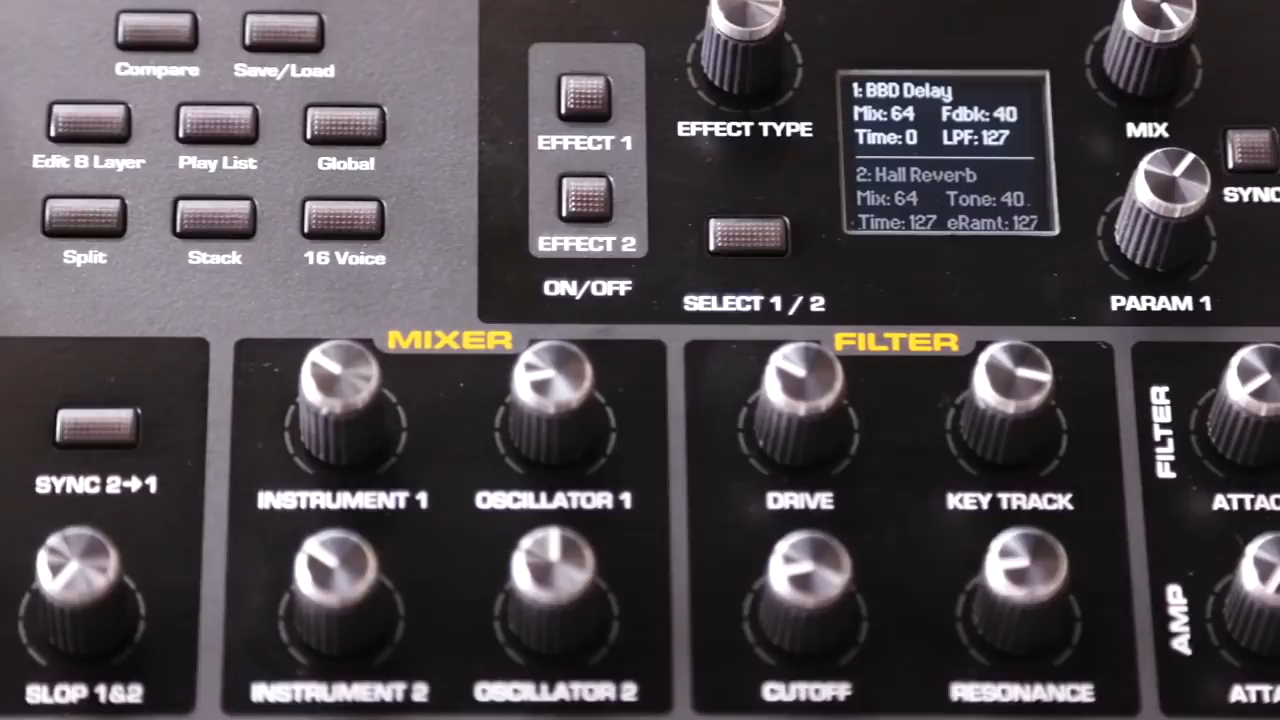 Compare Save/Load
Edit B Layer Play List Global
Split Stack 16 Voice
EFFECT 1
EFFECT 2
ON/OFF
EFFECT TYPE
SELECT 1 / 2
1: BBD Delay
Mix: 64 Fdbk: 40
Time: 0 LPF: 127
2: Hall Reverb
Mix: 64 Tone: 40
Time: 127 eRamt: 127
MIX
SYNC
PARAM 1
SYNC 2→1
SLOP 1&2
MIXER
INSTRUMENT 1 OSCILLATOR 1
INSTRUMENT 2 OSCILLATOR 2
FILTER
DRIVE KEY TRACK
CUTOFF RESONANCE
FILTER
ATTAC
AMP
ATTA